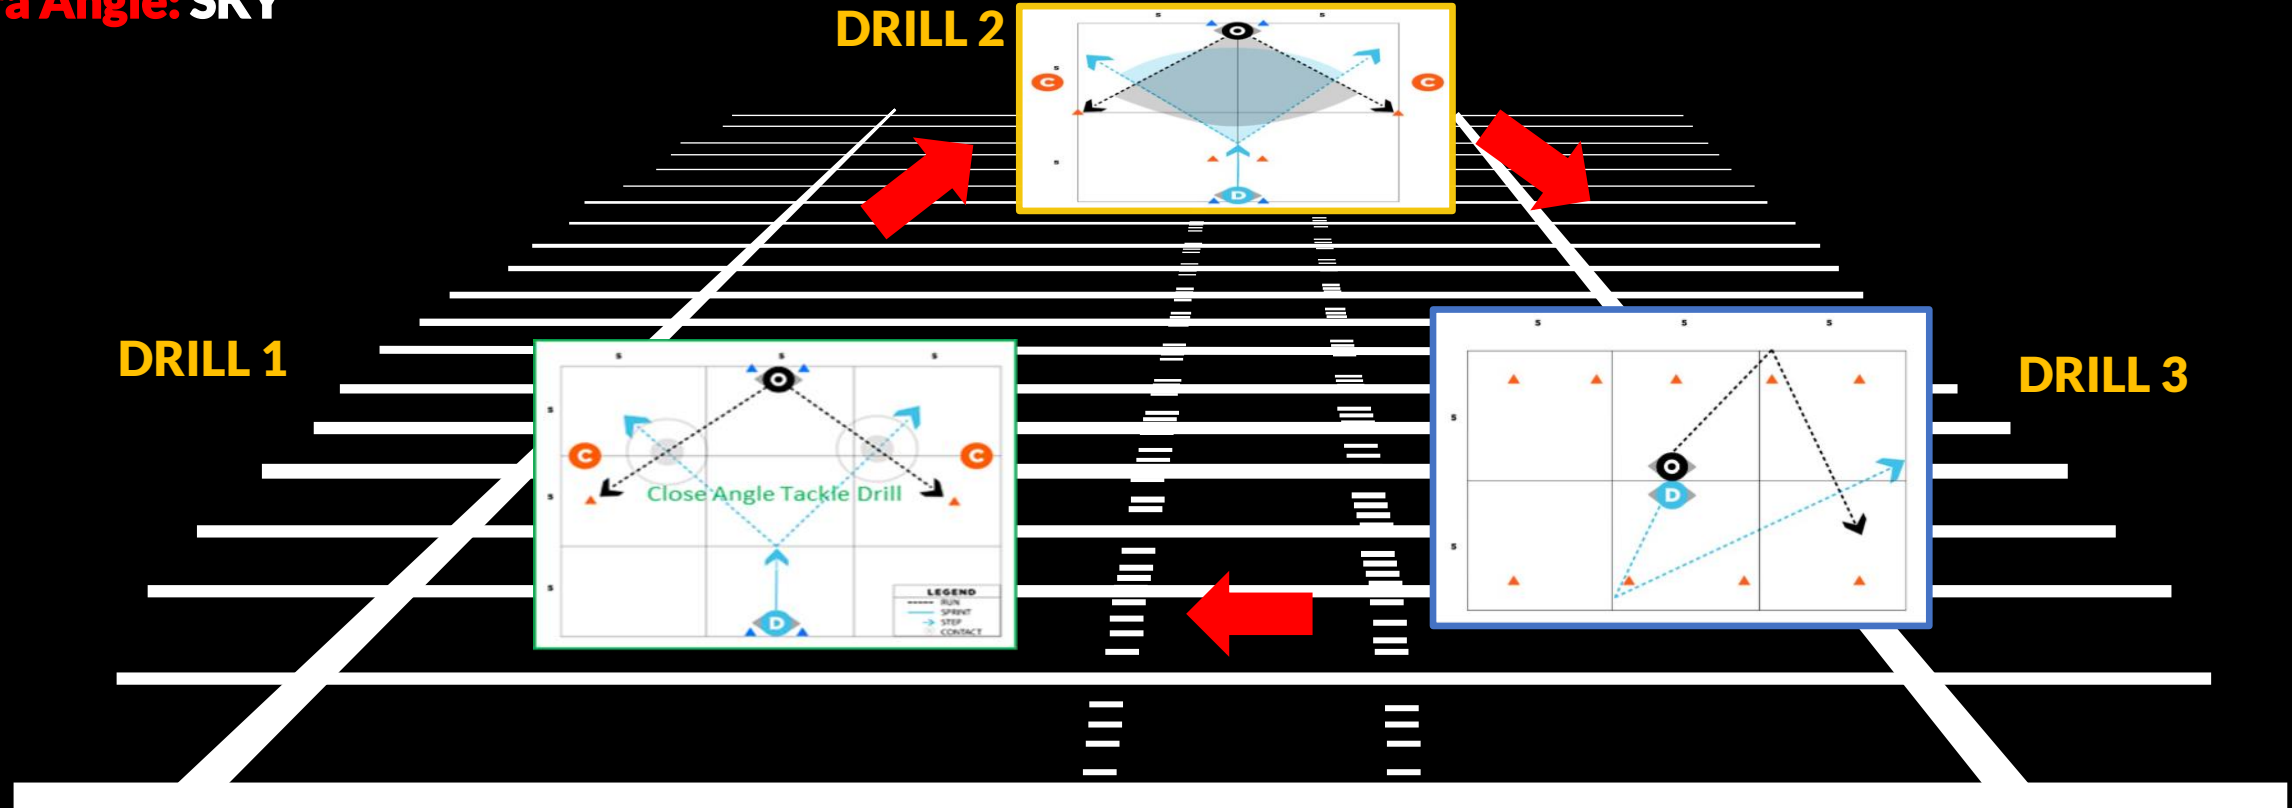 a Angle: SKY
DRILL 2
S S
O
C C
S
S
D
DRILL 1
S S S
O
S
C C
Close Angle Tackle Drill
S
S
D
LEGEND
RUN
SPRINT
STEP
CONTACT
DRILL 3
S S S
S
O
D
S